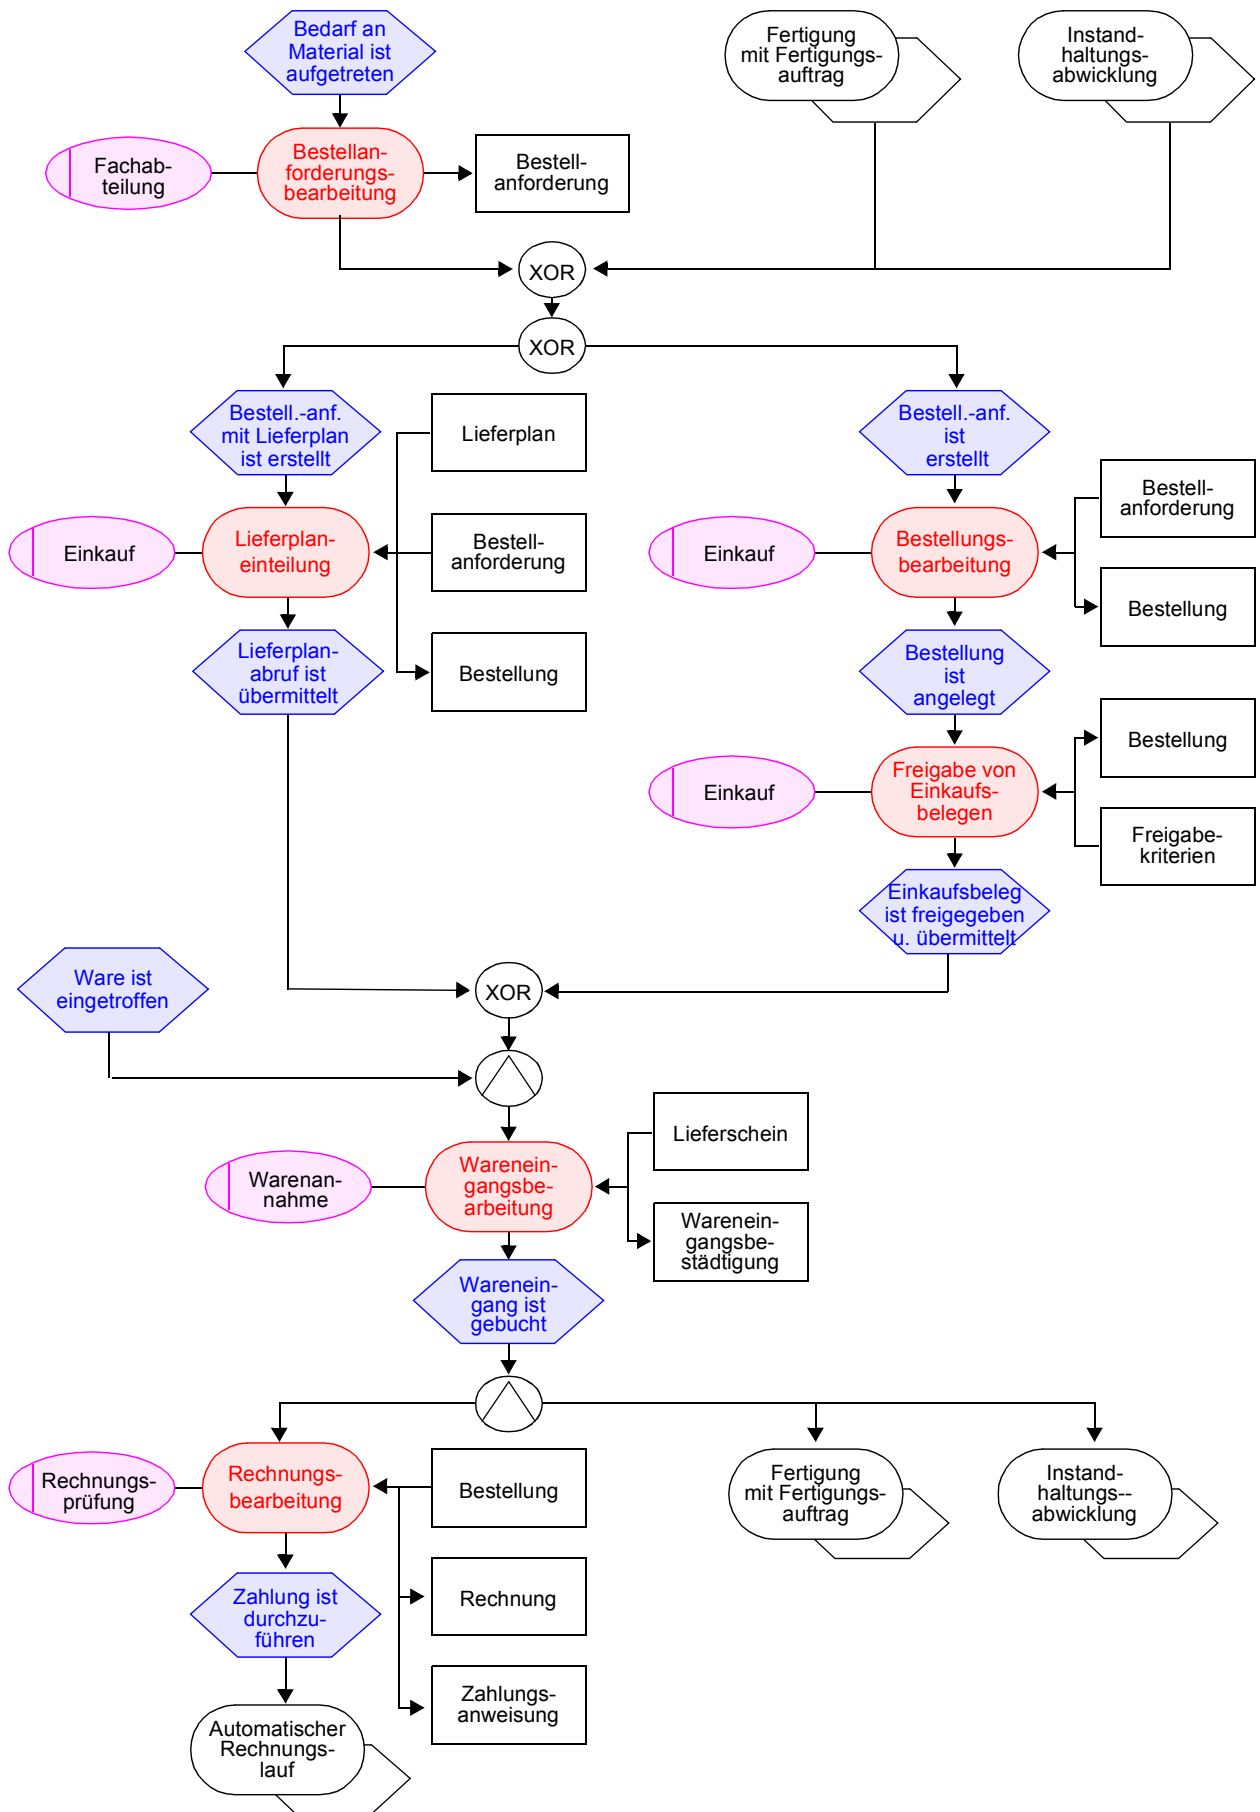 Bedarf an
Material ist
aufgetreten
Fertigung
mit Fertigungs-
auftrag
Instand-
haltungs-
abwicklung
Fachab-
teilung
Bestellan-
forderungs-
bearbeitung
Bestell-
anforderung
XOR
XOR
Bestell.-anf.
mit Lieferplan
ist erstellt
Lieferplan
Bestell.-anf.
ist
erstellt
Bestell-
anforderung
Einkauf
Lieferplan-
einteilung
Bestell-
anforderung
Einkauf
Bestellungs-
bearbeitung
Bestellung
Lieferplan-
abruf ist
übermittelt
Bestellung
Bestellung
ist
angelegt
Bestellung
Einkauf
Freigabe von
Einkaufs-
belegen
Freigabe-
kriterien
Einkaufsbeleg
ist freigegeben
u. übermittelt
Ware ist
eingetroffen
XOR
Lieferschein
Warenan-
nahme
Warenein-
gangsbe-
arbeitung
Warenein-
gangsbe-
städtigung
Warenein-
gang ist
gebucht
Rechnungs-
prüfung
Rechnungs-
bearbeitung
Bestellung
Fertigung
mit Fertigungs-
auftrag
Instand-
haltungs--
abwicklung
Rechnung
Zahlung ist
durchzu-
führen
Zahlungs-
anweisung
Automatischer
Rechnungs-
lauf